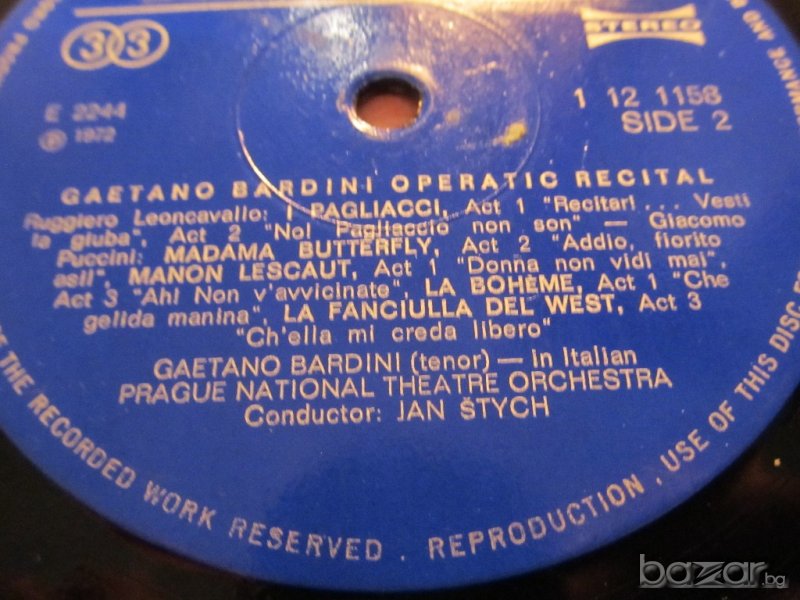 33
STEREO
E 2244
Ⓟ 1972
1 12 1158
SIDE 2
GAETANO BARDINI OPERATIC RECITAL
Ruggiero Leoncavallo: I PAGLIACCI, Act 1 "Recitar! ... Vesti
la giuba", Act 2 "No! Pagliaccio non son" — Giacomo
Puccini: MADAMA BUTTERFLY, Act 2 "Addio, fiorito
asil", MANON LESCAUT, Act 1 "Donna non vidi mai",
Act 3 "Ah! Non v'avvicinate", LA BOHÈME, Act 1 "Che
gelida manina", LA FANCIULLA DEL WEST, Act 3
"Ch'ella mi creda libero"
GAETANO BARDINI (tenor) — In Italian
PRAGUE NATIONAL THEATRE ORCHESTRA
Conductor: JAN ŠTYCH
OF THE RECORDED WORK RESERVED . REPRODUCTION , USE OF THIS DISC
AND
bazar.bg